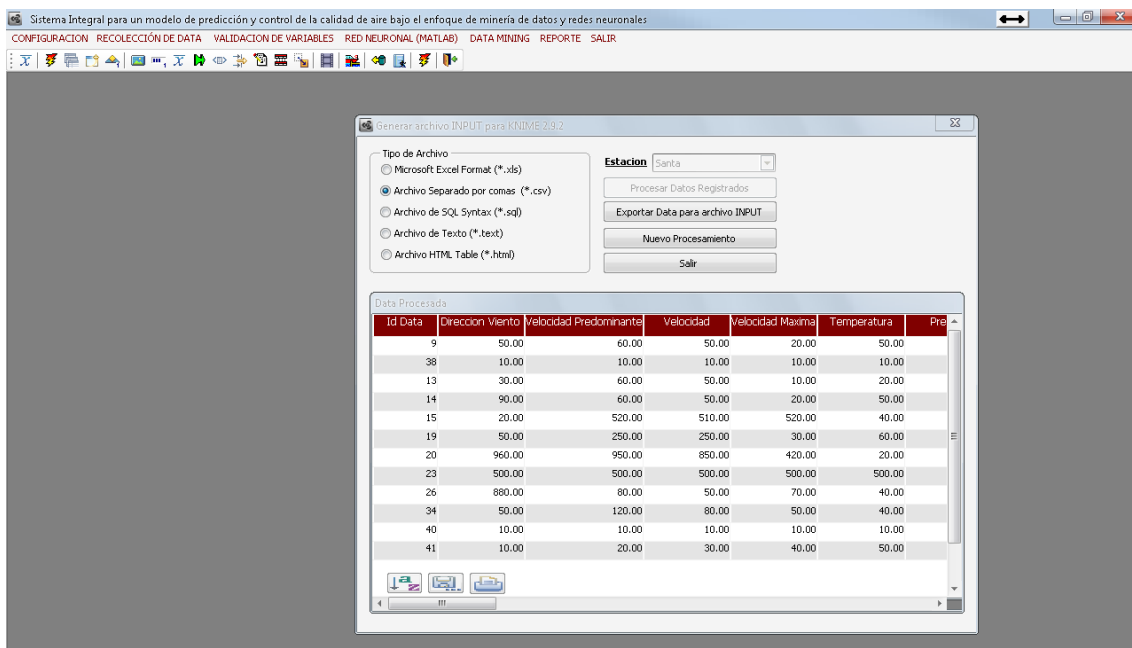 Sistema Integral para un modelo de predicción y control de la calidad de aire bajo el enfoque de minería de datos y redes neuronales
CONFIGURACION RECOLECCIÓN DE DATA VALIDACION DE VARIABLES RED NEURONAL (MATLAB) DATA MINING REPORTE SALIR
Generar archivo INPUT para KNIME 2.9.2
Tipo de Archivo
Microsoft Excel Format (*.xls)
Archivo Separado por comas (*.csv)
Archivo de SQL Syntax (*.sql)
Archivo de Texto (*.text)
Archivo HTML Table (*.html)
Estacion Santa
Procesar Datos Registrados
Exportar Data para archivo INPUT
Nuevo Procesamiento
Salir
Data Procesada
Id Data Direccion Viento Velocidad Predominante Velocidad Velocidad Maxima Temperatura Pre
9 50.00 60.00 50.00 20.00 50.00
38 10.00 10.00 10.00 10.00 10.00
13 30.00 60.00 50.00 10.00 20.00
14 90.00 60.00 50.00 20.00 50.00
15 20.00 520.00 510.00 520.00 40.00
19 50.00 250.00 250.00 30.00 60.00
20 960.00 950.00 850.00 420.00 20.00
23 500.00 500.00 500.00 500.00 500.00
26 880.00 80.00 50.00 70.00 40.00
34 50.00 120.00 80.00 50.00 40.00
40 10.00 10.00 10.00 10.00 10.00
41 10.00 20.00 30.00 40.00 50.00